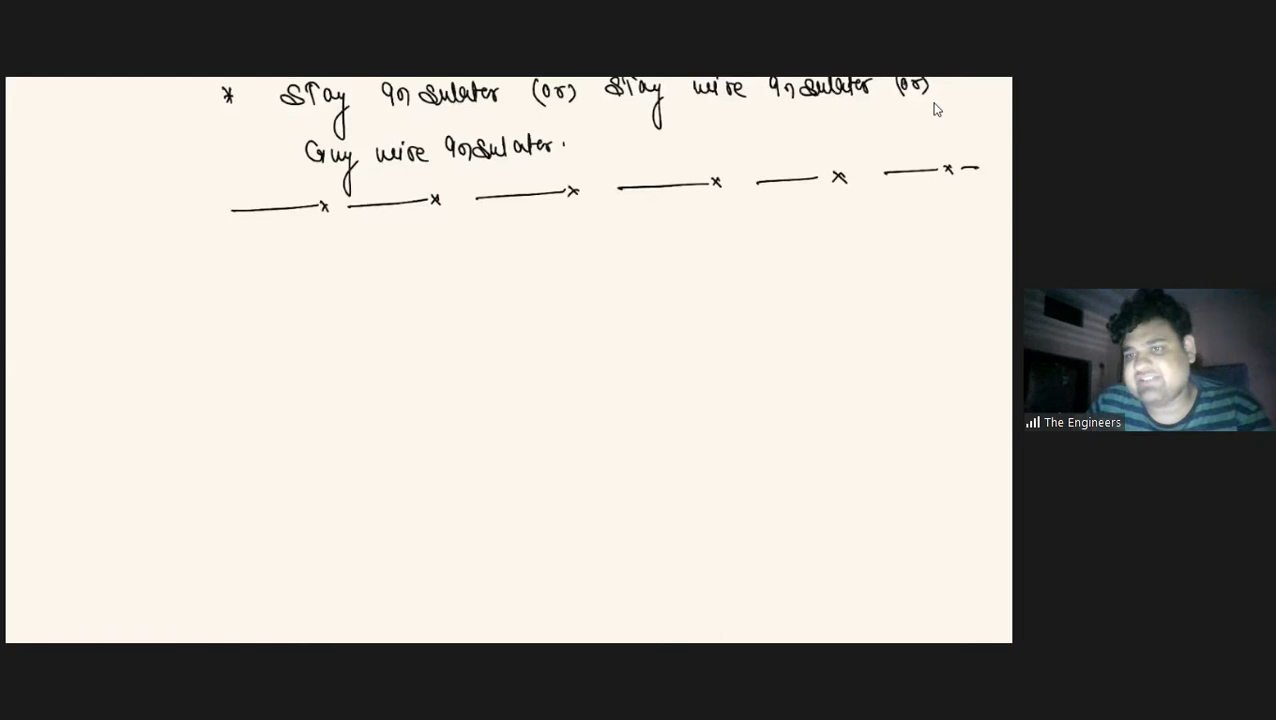 * Stay Insulator (or) Stay wire Insulator (or)
Guy wire Insulator.
The Engineers